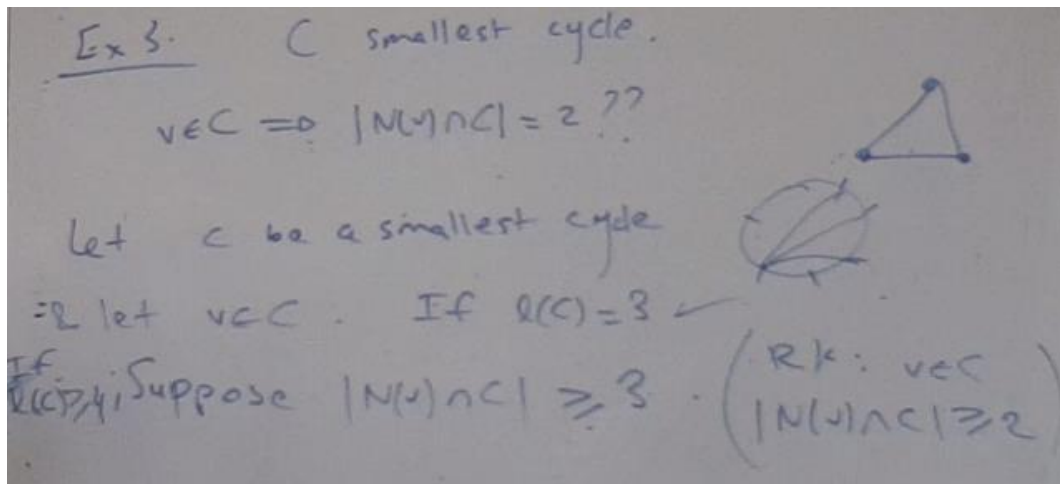 Ex 3. C smallest cycle.
v∈C ⇒ |N(v)∩C| = 2 ??
Let C be a smallest cycle
& let v∈C. If l(C)=3 ✓
If l(C)≥4, Suppose |N(v)∩C| ≥ 3. (Rk: v∈C
|N(v)∩C| ≥ 2)